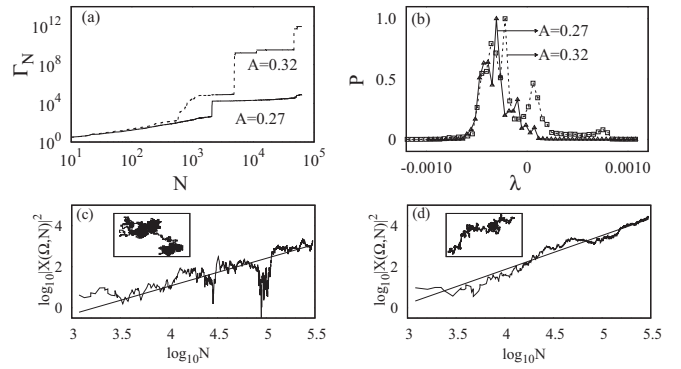 (a)
Γ_N
10^12
10^8
10^4
10^0
A=0.32
A=0.27
10^1 10^2 10^3 10^4 10^5
N
(b)
P
1.0
0.5
0.0
A=0.27
A=0.32
-0.0010 0 0.0010
λ
(c)
log₁₀|X(Ω,N)|²
4
2
0
3 3.5 4 4.5 5 5.5
log₁₀N
(d)
log₁₀|X(Ω,N)|²
4
2
0
3 3.5 4 4.5 5 5.5
log₁₀N